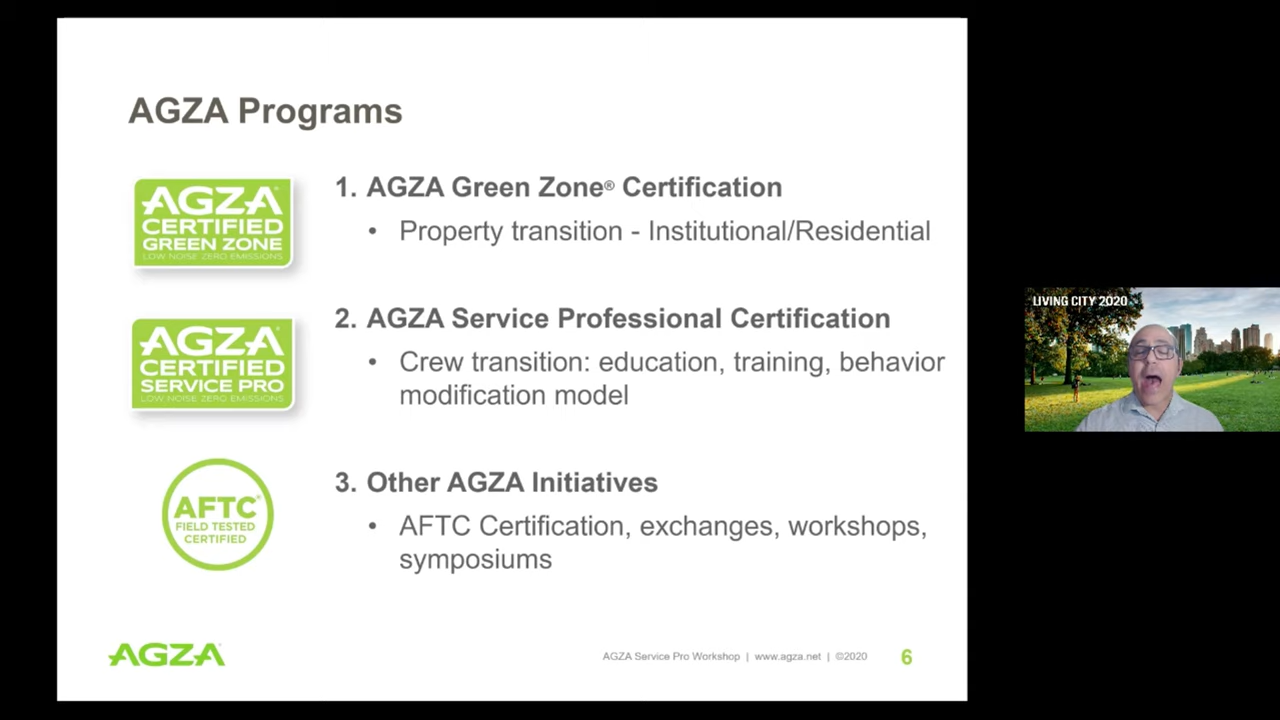 AGZA Programs
AGZA®
CERTIFIED
GREEN ZONE
LOW NOISE ZERO EMISSIONS
1. AGZA Green Zone® Certification
• Property transition - Institutional/Residential
AGZA®
CERTIFIED
SERVICE PRO
LOW NOISE ZERO EMISSIONS
2. AGZA Service Professional Certification
• Crew transition: education, training, behavior
modification model
AFTC®
FIELD TESTED
CERTIFIED
3. Other AGZA Initiatives
• AFTC Certification, exchanges, workshops,
symposiums
AGZA
AGZA Service Pro Workshop | www.agza.net | ©2020
6
LIVING CITY 2020